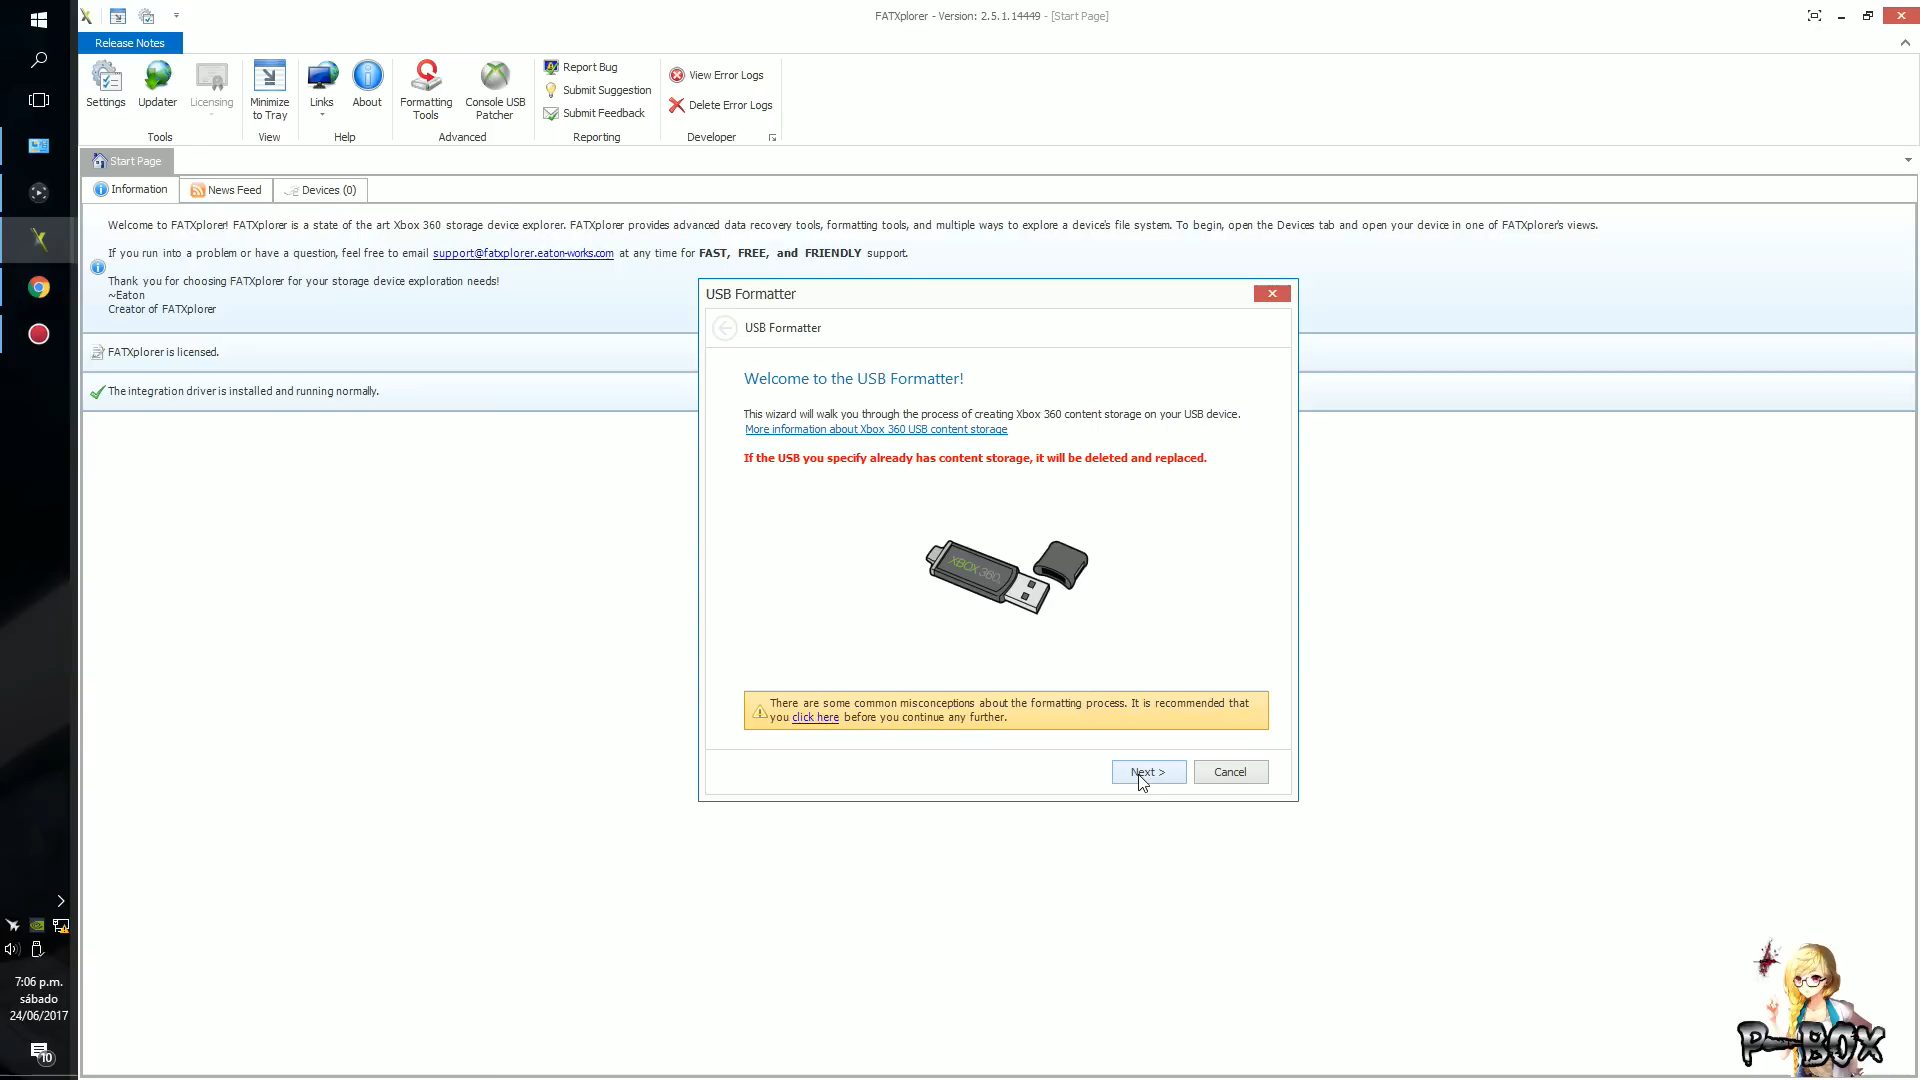 FATXplorer - Version: 2.5.1.14449 - [Start Page]
Release Notes
Settings
Updater
Licensing
Minimize
to Tray
Links
About
Formatting
Tools
Console USB
Patcher
Report Bug
Submit Suggestion
Submit Feedback
View Error Logs
Delete Error Logs
Tools
View
Help
Advanced
Reporting
Developer
Start Page
Information
News Feed
Devices (0)
Welcome to FATXplorer! FATXplorer is a state of the art Xbox 360 storage device explorer. FATXplorer provides advanced data recovery tools, formatting tools, and multiple ways to explore a device's file system. To begin, open the Devices tab and open your device in one of FATXplorer's views.
If you run into a problem or have a question, feel free to email support@fatxplorer.eaton-works.com at any time for FAST, FREE, and FRIENDLY support.
Thank you for choosing FATXplorer for your storage device exploration needs!
~Eaton
Creator of FATXplorer
FATXplorer is licensed.
The integration driver is installed and running normally.
USB Formatter
USB Formatter
Welcome to the USB Formatter!
This wizard will walk you through the process of creating Xbox 360 content storage on your USB device.
More information about Xbox 360 USB content storage
If the USB you specify already has content storage, it will be deleted and replaced.
XBOX 360
There are some common misconceptions about the formatting process. It is recommended that
you click here before you continue any further.
Next >
Cancel
7:06 p.m.
sábado
24/06/2017
10
P-BOX